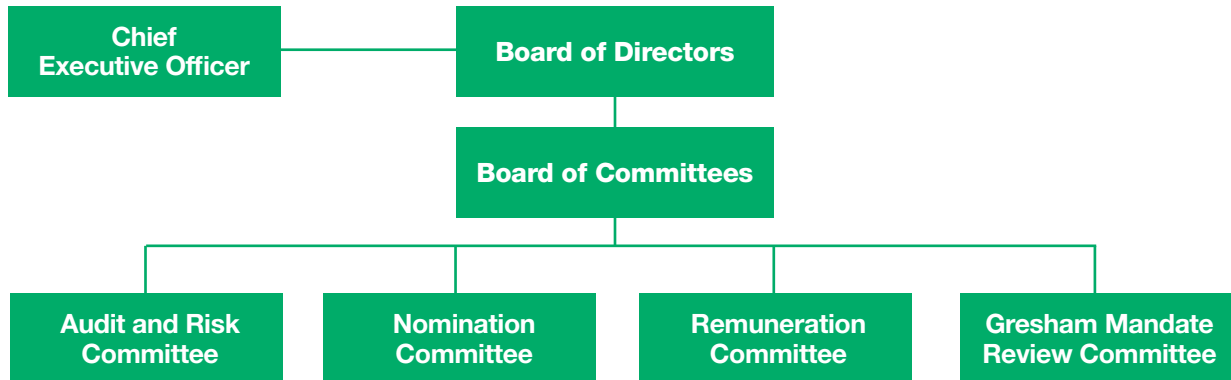 Chief
Executive Officer
Board of Directors
Board of Committees
Audit and Risk
Committee
Nomination
Committee
Remuneration
Committee
Gresham Mandate
Review Committee